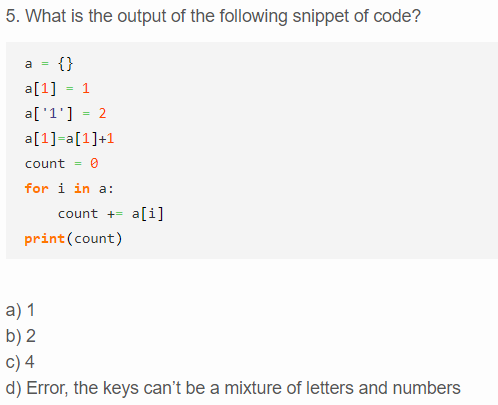 5. What is the output of the following snippet of code?
a = {}
a[1] = 1
a['1'] = 2
a[1]=a[1]+1
count = 0
for i in a:
    count += a[i]
print(count)
a) 1
b) 2
c) 4
d) Error, the keys can’t be a mixture of letters and numbers